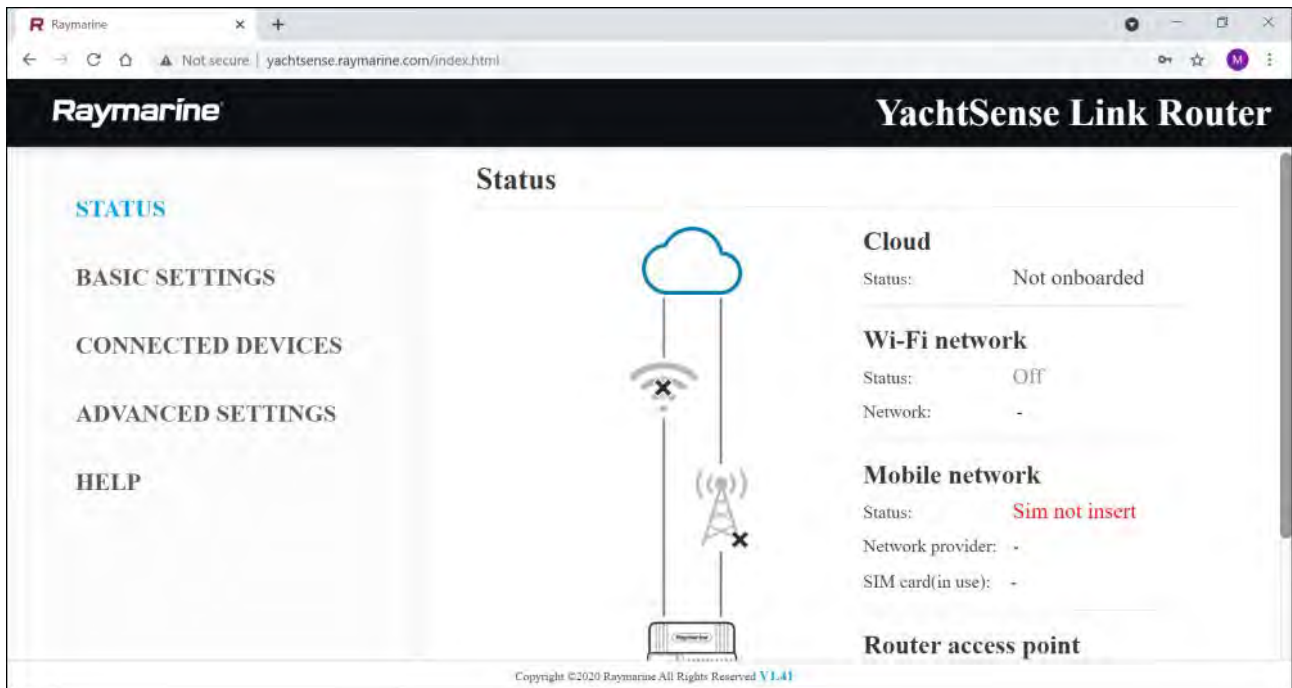 Raymarine
Not secure | yachtsense.raymarine.com/index.html
M
Raymarine
YachtSense Link Router
STATUS
BASIC SETTINGS
CONNECTED DEVICES
ADVANCED SETTINGS
HELP
Status
Cloud
Status: Not onboarded
Wi-Fi network
Status: Off
Network: -
Mobile network
Status: Sim not insert
Network provider: -
SIM card(in use): -
Raymarine
Router access point
Copyright ©2020 Raymarine All Rights Reserved V1.41